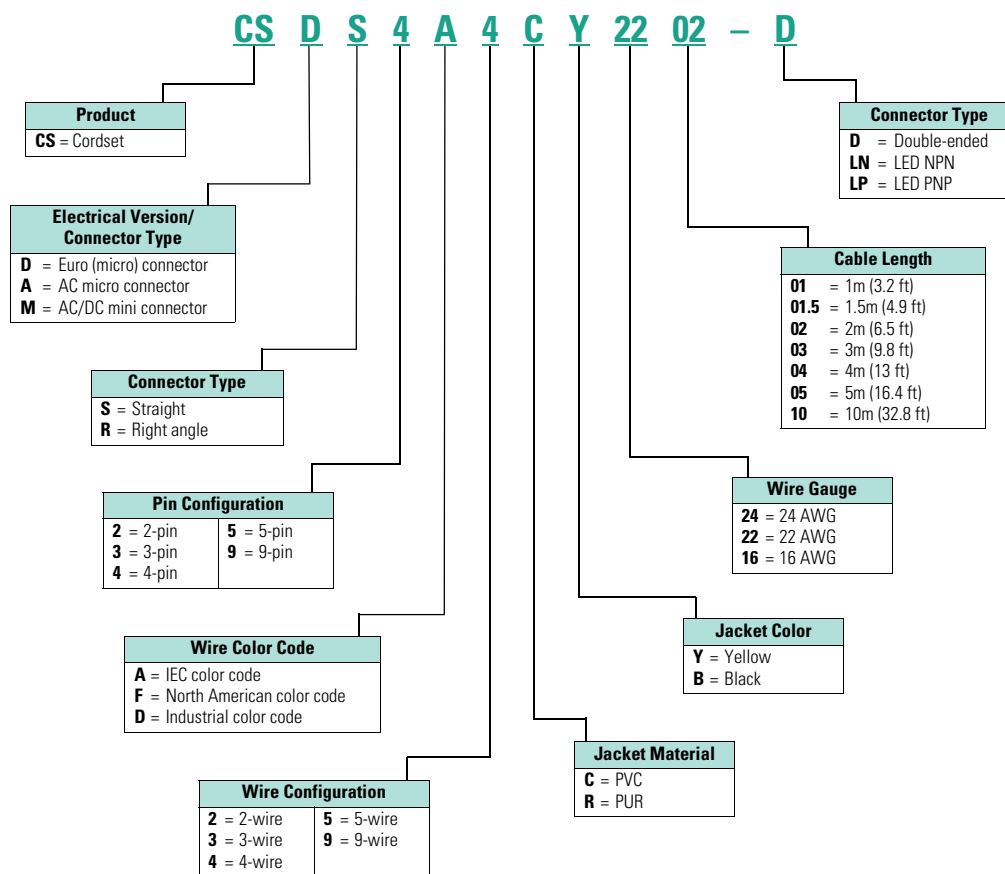 CS D S 4 A 4 C Y 22 02 – D
Product
CS = Cordset
Connector Type
D = Double-ended
LN = LED NPN
LP = LED PNP
Electrical Version/
Connector Type
D = Euro (micro) connector
A = AC micro connector
M = AC/DC mini connector
Cable Length
01 = 1m (3.2 ft)
01.5 = 1.5m (4.9 ft)
02 = 2m (6.5 ft)
03 = 3m (9.8 ft)
04 = 4m (13 ft)
05 = 5m (16.4 ft)
10 = 10m (32.8 ft)
Connector Type
S = Straight
R = Right angle
Pin Configuration
2 = 2-pin
3 = 3-pin
4 = 4-pin
5 = 5-pin
9 = 9-pin
Wire Gauge
24 = 24 AWG
22 = 22 AWG
16 = 16 AWG
Wire Color Code
A = IEC color code
F = North American color code
D = Industrial color code
Jacket Color
Y = Yellow
B = Black
Jacket Material
C = PVC
R = PUR
Wire Configuration
2 = 2-wire
3 = 3-wire
4 = 4-wire
5 = 5-wire
9 = 9-wire